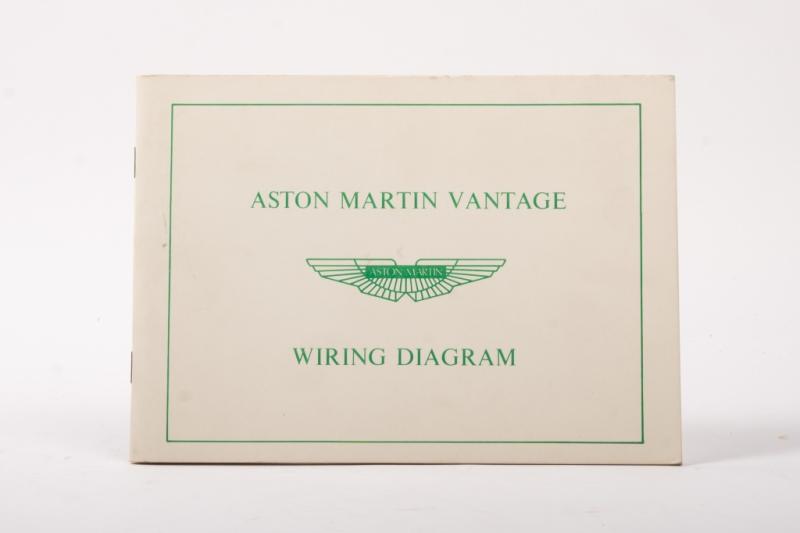 ASTON MARTIN VANTAGE
ASTON MARTIN
WIRING DIAGRAM